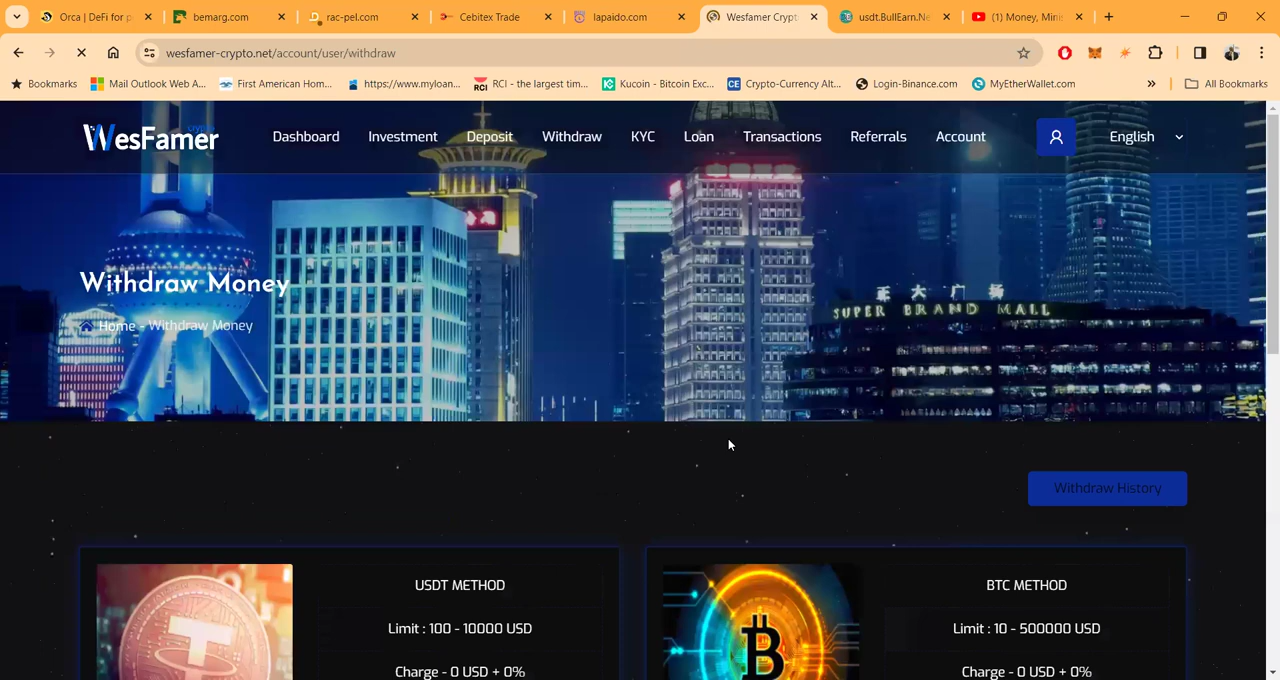 Orca | DeFi for p
bemarg.com
rac-pel.com
Cebitex Trade
lapaido.com
Wesfamer Crypt
usdt.BullEarn.Ne
(1) Money, Mini
wesfamer-crypto.net/account/user/withdraw
Bookmarks
Mail Outlook Web A...
First American Hom...
https://www.myloan...
RCI - the largest tim...
Kucoin - Bitcoin Exc...
Crypto-Currency Alt...
Login-Binance.com
MyEtherWallet.com
»
All Bookmarks
WesFamer
Dashboard
Investment
Deposit
Withdraw
KYC
Loan
Transactions
Referrals
Account
English
正大广场
SUPER BRAND MALL
Withdraw Money
Home - Withdraw Money
Withdraw History
USDT METHOD
Limit : 100 - 10000 USD
Charge - 0 USD + 0%
BTC METHOD
Limit : 10 - 500000 USD
Charge - 0 USD + 0%